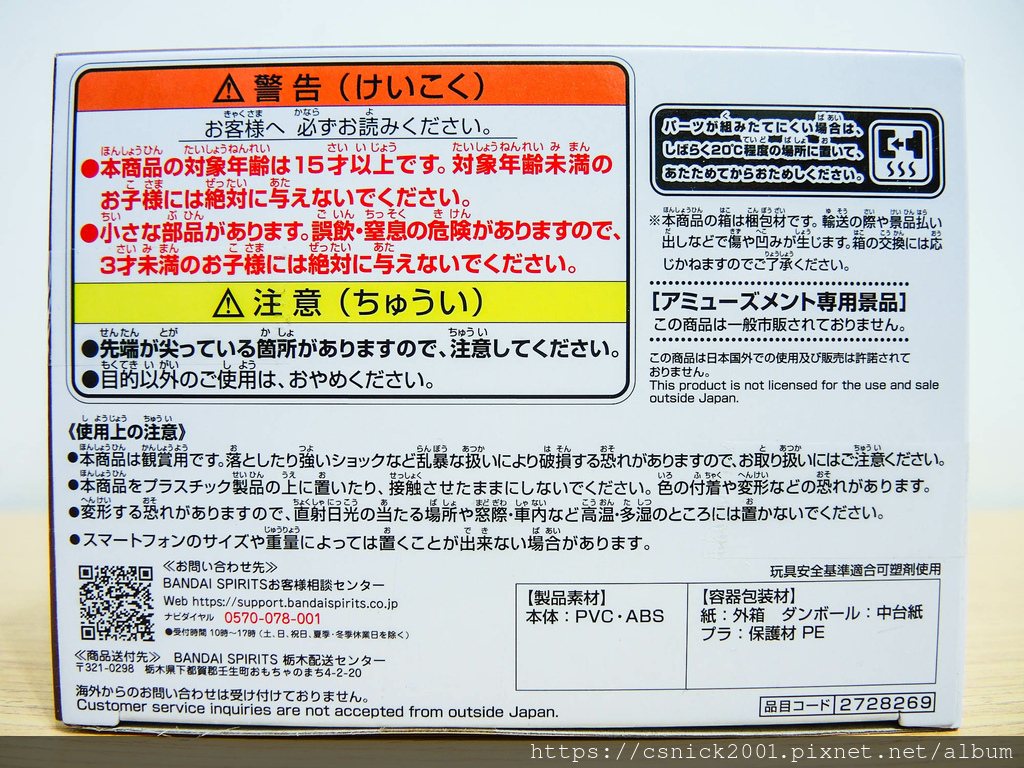 ⚠ 警告（けいこく）
お客様へ 必ずお読みください。
●本商品の対象年齢は15才以上です。対象年齢未満の
お子様には絶対に与えないでください。
●小さな部品があります。誤飲・窒息の危険がありますので、
3才未満のお子様には絶対に与えないでください。
⚠ 注意（ちゅうい）
●先端が尖っている箇所がありますので、注意してください。
●目的以外のご使用は、おやめください。
パーツが組みたてにくい場合は、
しばらく20℃程度の場所に置いて、
あたためてからおためしください。
※本商品の箱は梱包材です。輸送の際や景品払い
出しなどで傷や凹みが生じます。箱の交換には応
じかねますのでご了承ください。
【アミューズメント専用景品】
この商品は一般市販されておりません。
この商品は日本国外での使用及び販売は許諾されて
おりません。
This product is not licensed for the use and sale
outside Japan.
《使用上の注意》
●本商品は観賞用です。落としたり強いショックなど乱暴な扱いにより破損する恐れがありますので、お取り扱いにはご注意ください。
●本商品をプラスチック製品の上に置いたり、接触させたままにしないでください。色の付着や変形などの恐れがあります。
●変形する恐れがありますので、直射日光の当たる場所や窓際・車内など高温・多湿のところには置かないでください。
●スマートフォンのサイズや重量によっては置くことが出来ない場合があります。
≪お問い合わせ先≫
BANDAI SPIRITSお客様相談センター
Web https://support.bandaispirits.co.jp
ナビダイヤル 0570-078-001
●受付時間 10時〜17時（土、日、祝日、夏季・冬季休業日を除く）
≪商品送付先≫ BANDAI SPIRITS 栃木配送センター
〒321-0298 栃木県下都賀郡壬生町おもちゃのまち4-2-20
海外からのお問い合わせは受け付けておりません。
Customer service inquiries are not accepted from outside Japan.
玩具安全基準適合可塑剤使用
【製品素材】
本体：PVC・ABS
【容器包装材】
紙：外箱 ダンボール：中台紙
プラ：保護材 PE
品目コード 2728269
https://csnick2001.pixnet.net/album